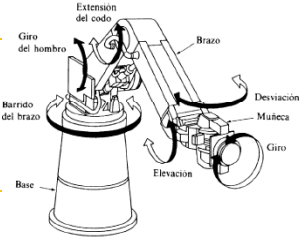 Extensión
del codo
Giro
del hombro
Brazo
Barrido
del brazo
Desviación
Muñeca
Giro
Elevación
Base